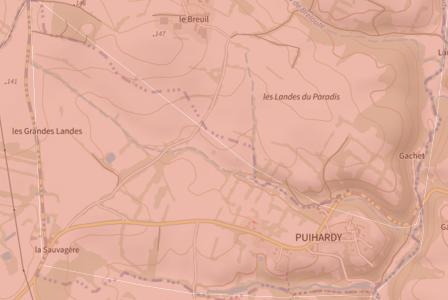 le Breuil
147
141
les Landes du Paradis
les Grandes Landes
Gachet
PUIHARDY
la Sauvagère